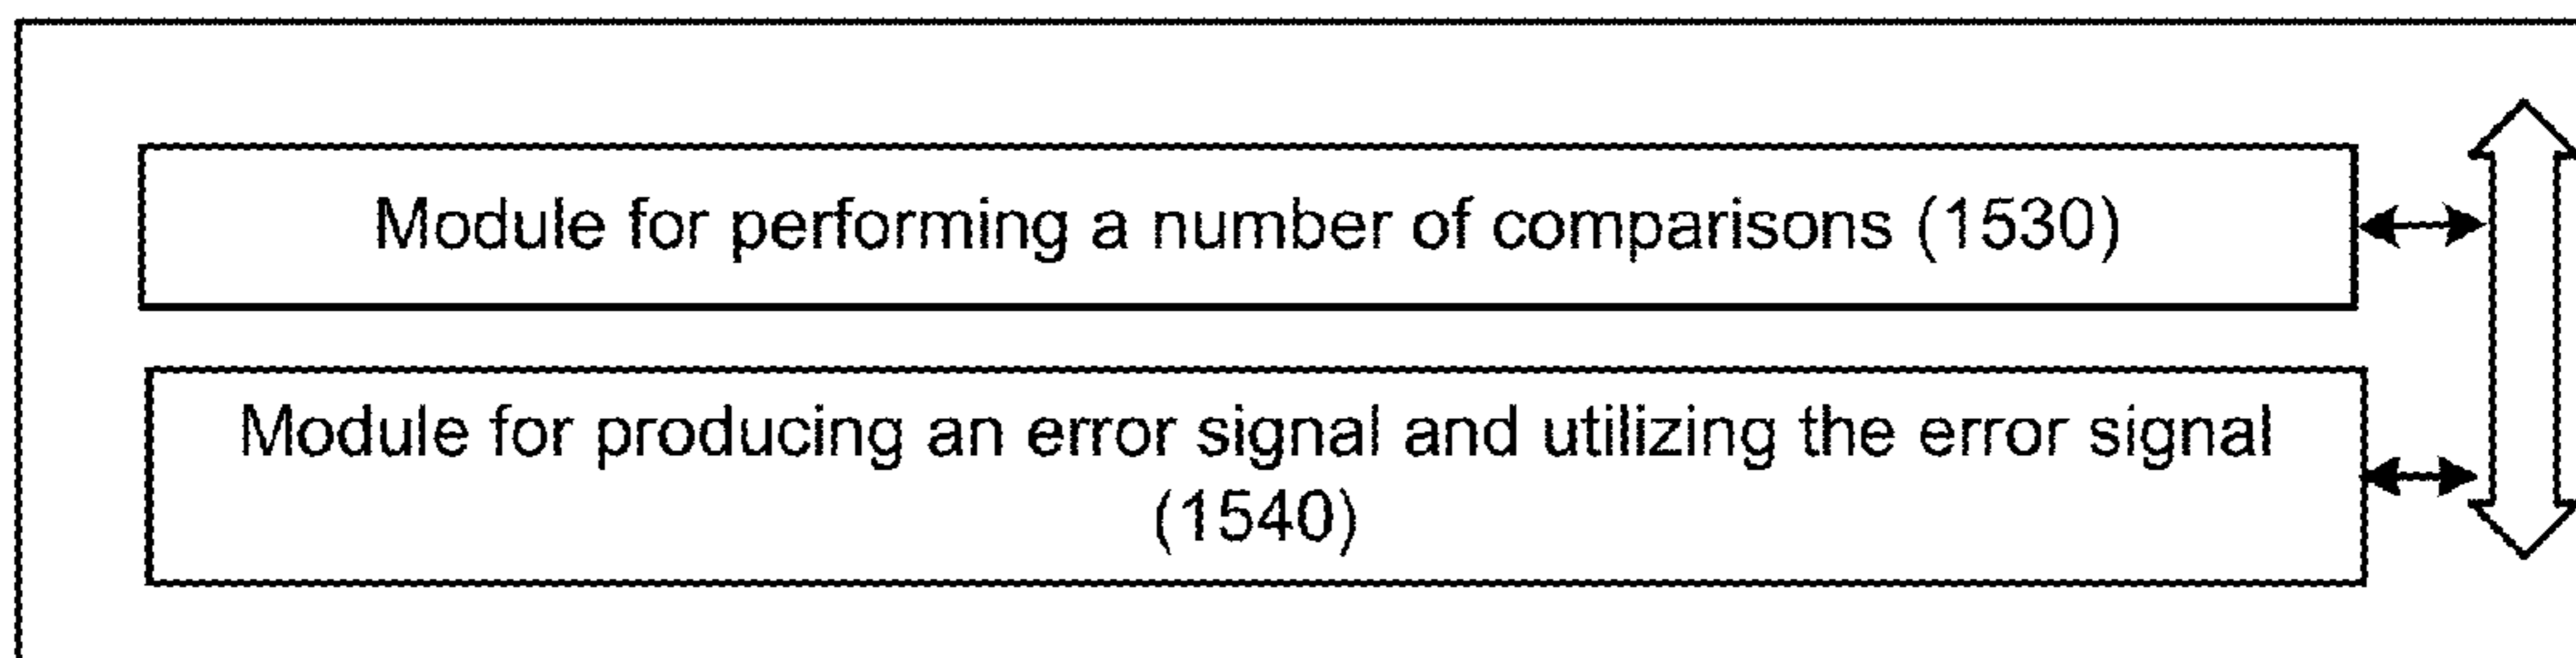 Module for performing a number of comparisons (1530)
Module for producing an error signal and utilizing the error signal
(1540)